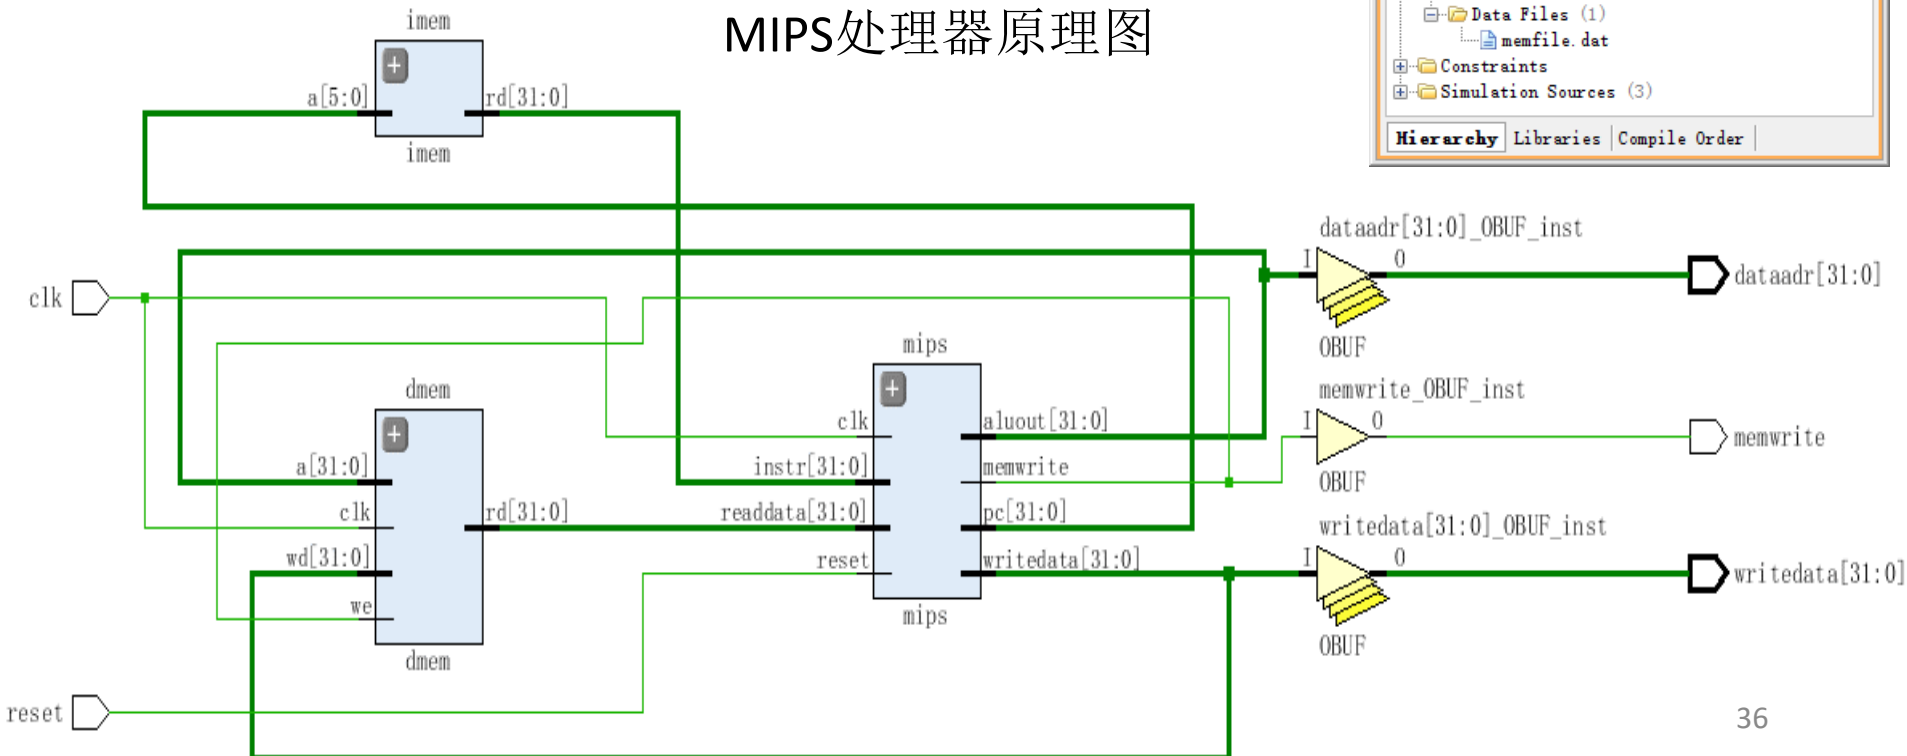 MIPS处理器原理图
Data Files (1)
memfile.dat
Constraints
Simulation Sources (3)
Hierarchy Libraries Compile Order
imem
a[5:0] rd[31:0]
imem
dataadr[31:0]_OBUF_inst
I O
dataadr[31:0]
OBUF
clk
mips
clk aluout[31:0]
instr[31:0] memwrite
readdata[31:0] pc[31:0]
reset writedata[31:0]
mips
memwrite_OBUF_inst
I O
memwrite
OBUF
dmem
a[31:0]
clk rd[31:0]
wd[31:0]
we
dmem
writedata[31:0]_OBUF_inst
I O
writedata[31:0]
OBUF
reset
36